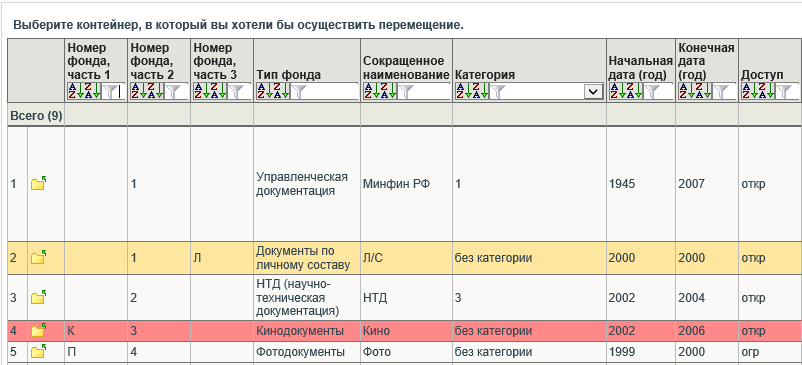 Выберите контейнер, в который вы хотели бы осуществить перемещение.
Номер фонда, часть 1 Номер фонда, часть 2 Номер фонда, часть 3 Тип фонда Сокращенное наименование Категория Начальная дата (год) Конечная дата (год) Доступ
Всего (9)
1 1 Управленческая документация Минфин РФ 1 1945 2007 откр
2 1 Л Документы по личному составу Л/С без категории 2000 2000 откр
3 2 НТД (научно-техническая документация) НТД 3 2002 2004 откр
4 К 3 Кинодокументы Кино без категории 2002 2006 откр
5 П 4 Фотодокументы Фото без категории 1999 2000 огр